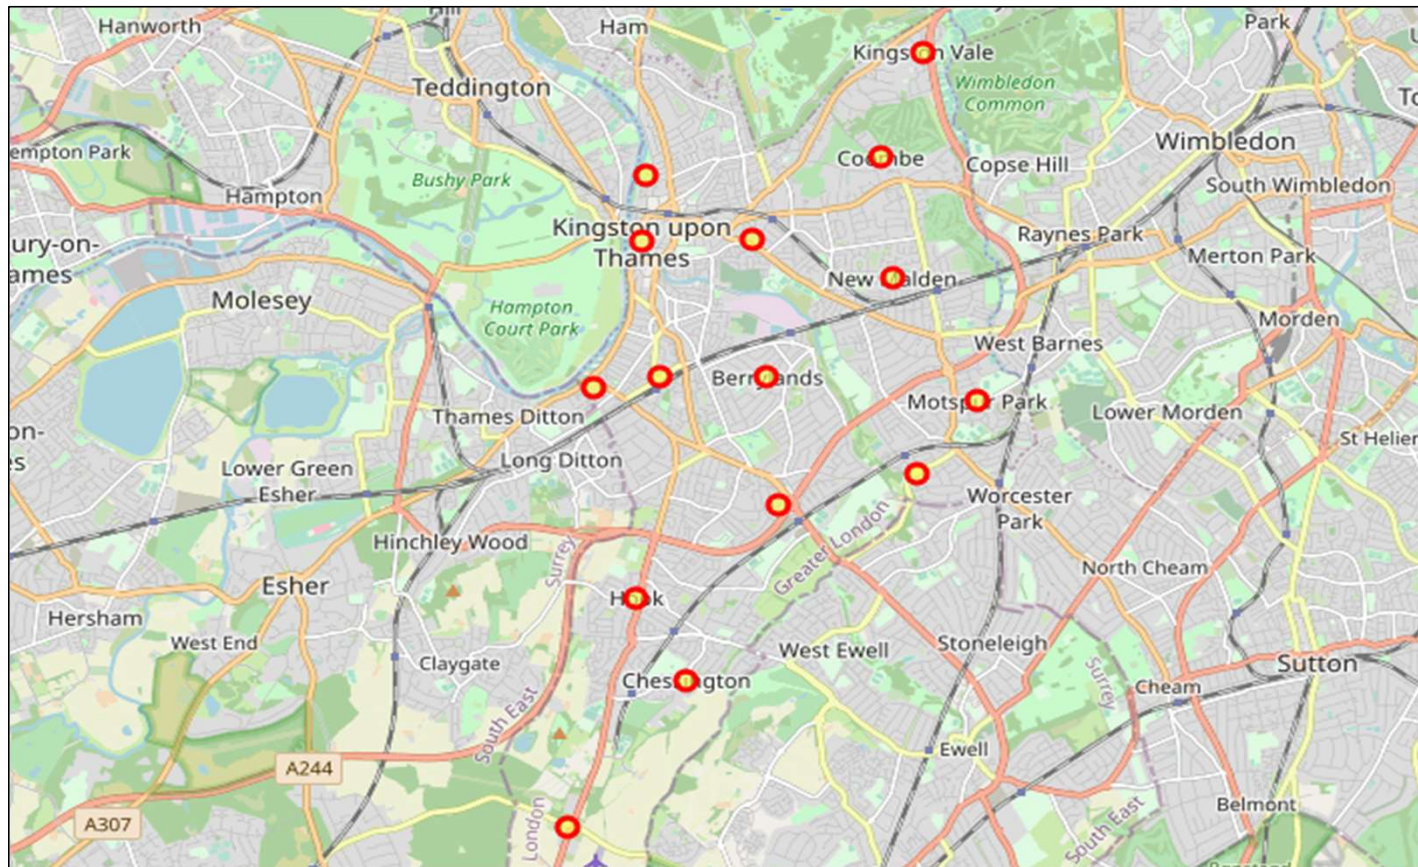 Hanworth
Ham
Park
Kingston Vale
Teddington
Wimbledon
Common
empton Park
Wimbledon
Coombe
Copse Hill
Bushy Park
Hampton
South Wimbledon
Kingston upon
Thames
Raynes Park
ury-on-
ames
Merton Park
New Malden
Molesey
Hampton
Court Park
Morden
West Barnes
Berrylands
Thames Ditton
Motspur Park
Lower Morden
on-
es
St Helier
Long Ditton
Lower Green
Esher
Worcester
Park
Greater London
Surrey
Hinchley Wood
North Cheam
Esher
Hook
Hersham
West End
Claygate
West Ewell
Stoneleigh
Sutton
Surrey
Chessington
Cheam
South East
Ewell
A244
London
A307
Belmont
South East